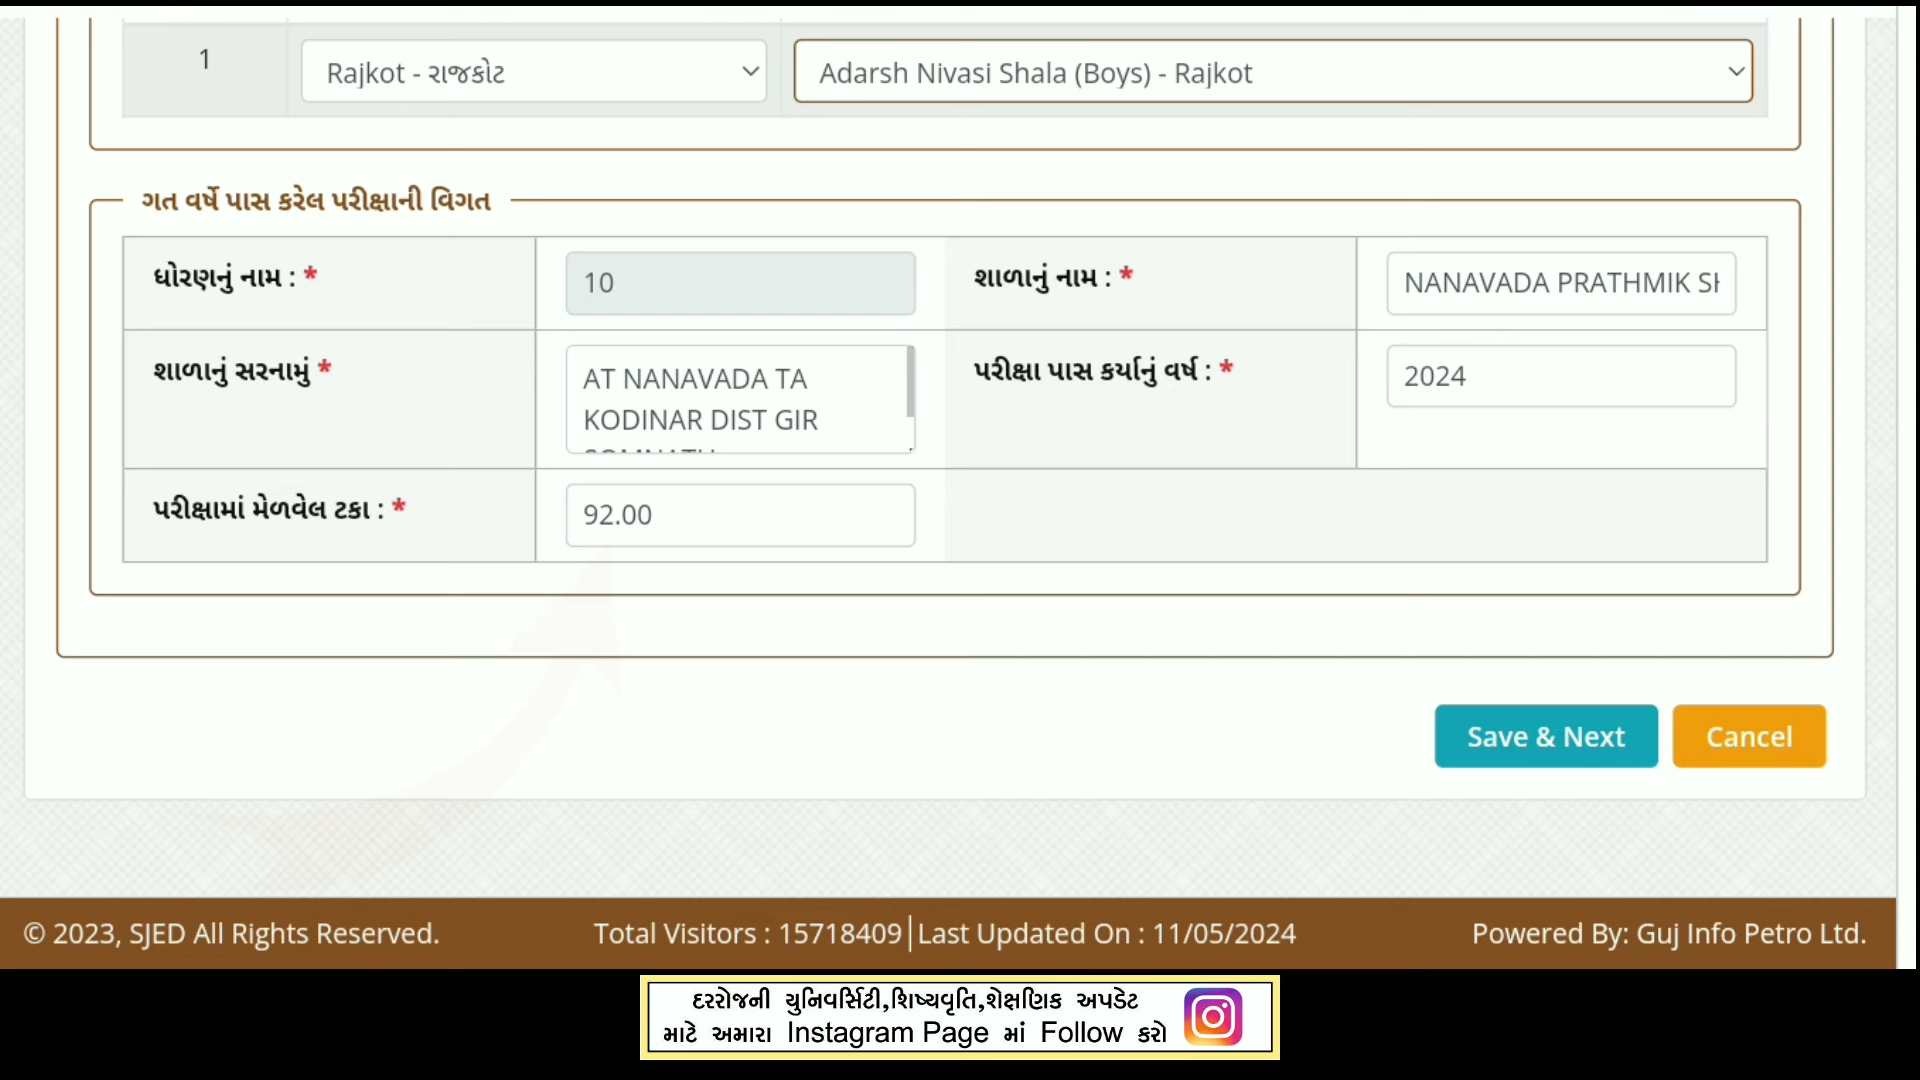 1
Rajkot - રાજકોટ
Adarsh Nivasi Shala (Boys) - Rajkot
ગત વર્ષે પાસ કરેલ પરીક્ષાની વિગત
ધોરણનું નામ : *
10
શાળાનું નામ : *
NANAVADA PRATHMIK
શાળાનું સરનામું *
AT NANAVADA TA
KODINAR DIST GIR
પરીક્ષા પાસ કર્યાનું વર્ષ : *
2024
પરીક્ષામાં મેળવેલ ટકા : *
92.00
Save & Next
Cancel
© 2023, SJED All Rights Reserved.
Total Visitors : 15718409 | Last Updated On : 11/05/2024
Powered By: Guj Info Petro Ltd.
દરરોજની યુનિવર્સિટી,શિષ્યવૃતિ,શેક્ષણિક અપડેટ
માટે અમારા Instagram Page માં Follow કરો